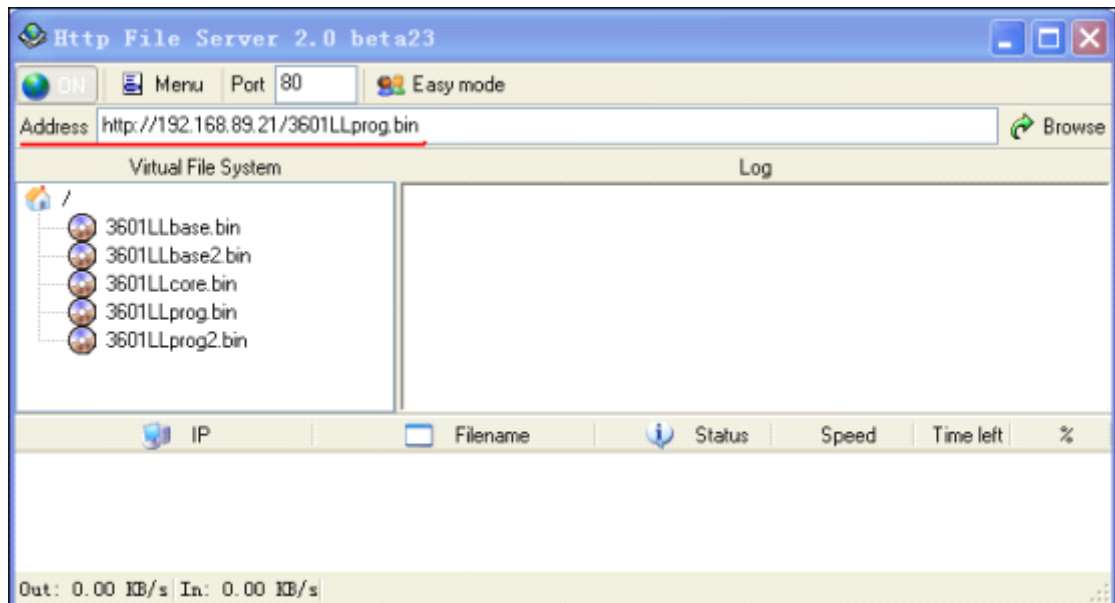 Http File Server 2.0 beta23
ON Menu Port 80 Easy mode
Address http://192.168.89.21/3601LLprog.bin Browse
Virtual File System Log
/
3601LLbase.bin
3601LLbase2.bin
3601LLcore.bin
3601LLprog.bin
3601LLprog2.bin
IP Filename Status Speed Time left %
Out: 0.00 KB/s In: 0.00 KB/s